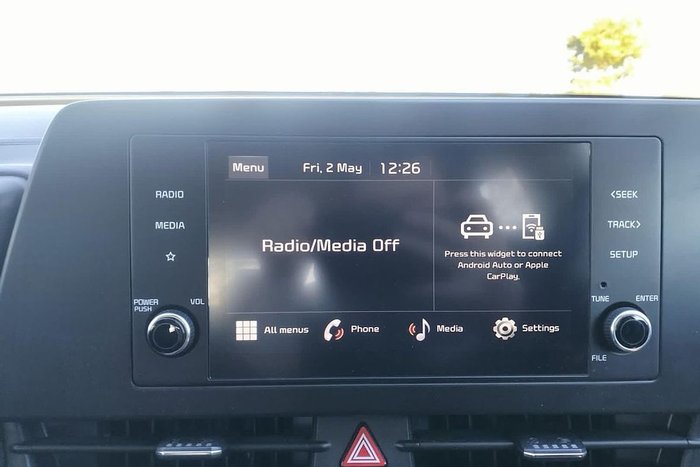 Menu
Fri, 2 May
12:26
RADIO
MEDIA
POWER
PUSH
VOL
Radio/Media Off
Press this widget to connect
Android Auto or Apple
CarPlay.
All menus
Phone
Media
Settings
<SEEK
TRACK>
SETUP
TUNE
ENTER
FILE